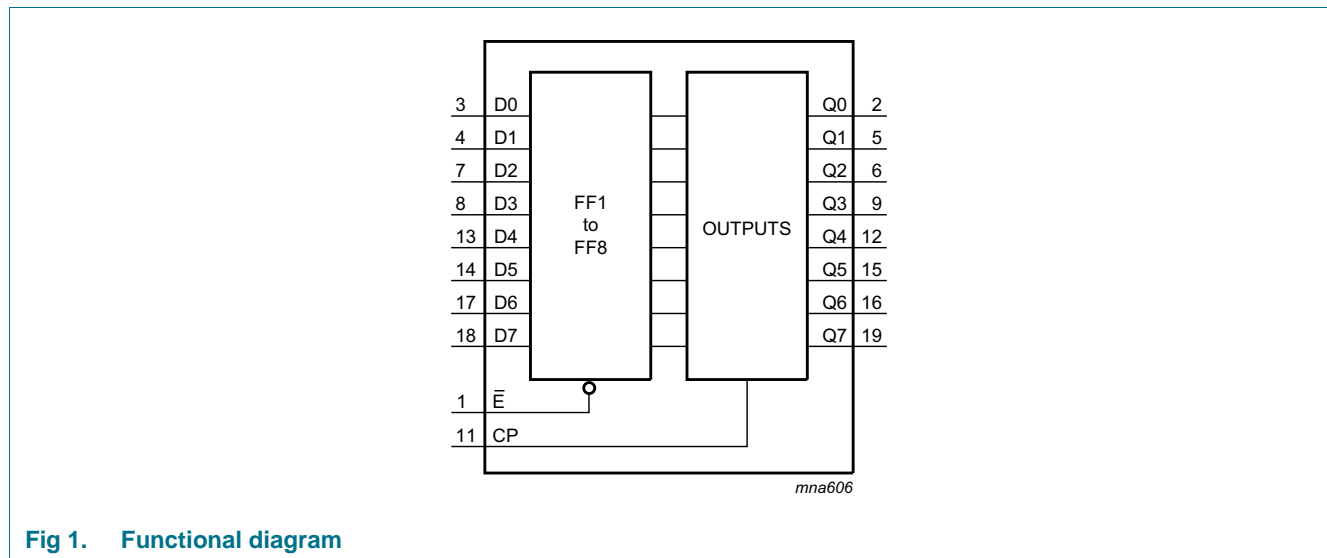 3 D0
4 D1
7 D2
8 D3
13 D4
14 D5
17 D6
18 D7
1 E̅
11 CP
FF1
to
FF8
OUTPUTS
Q0 2
Q1 5
Q2 6
Q3 9
Q4 12
Q5 15
Q6 16
Q7 19
mna606
Fig 1. Functional diagram